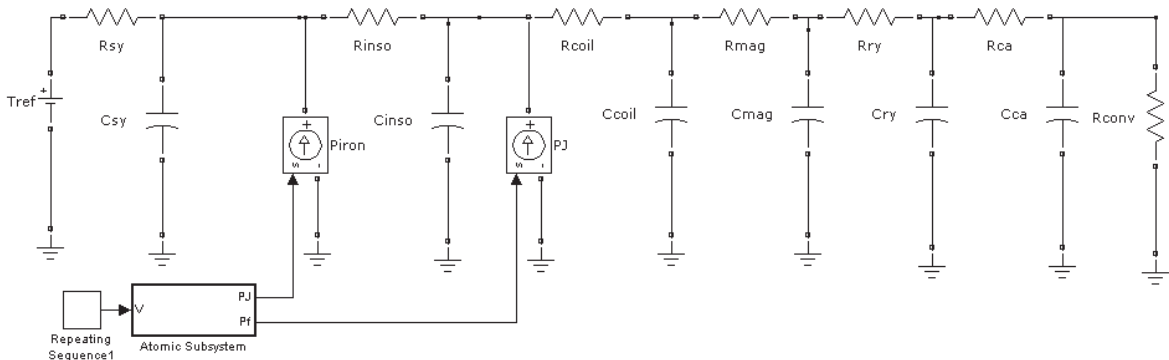 Rsy
Rinso
Rcoil
Rmag
Rry
Rca
Tref
+
Csy
+
Piron
S
-
Cinso
+
PJ
S
-
Ccoil
Cmag
Cry
Cca
Rconv
V
PJ
Pf
Repeating
Sequence1
Atomic Subsystem